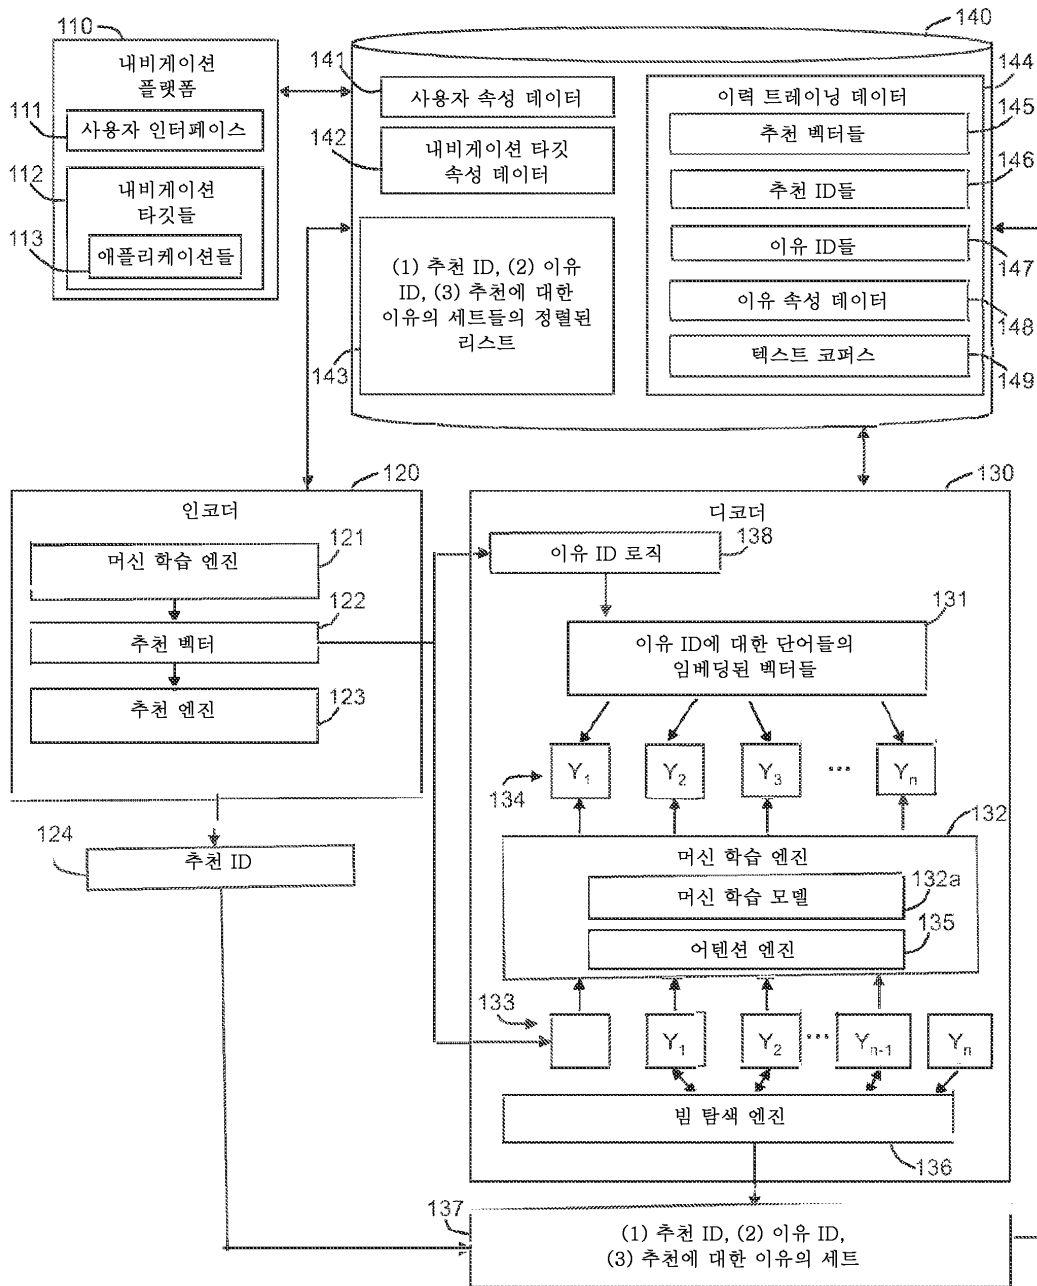 110
내비게이션
플랫폼
111
사용자 인터페이스
112
내비게이션
타깃들
113
애플리케이션들
140
141
사용자 속성 데이터
142
내비게이션 타깃
속성 데이터
(1) 추천 ID, (2) 이유
ID, (3) 추천에 대한
이유의 세트들의 정렬된
리스트
143
144
이력 트레이닝 데이터
145
추천 벡터들
146
추천 ID들
이유 ID들
147
이유 속성 데이터
148
텍스트 코퍼스
149
120
인코더
121
머신 학습 엔진
122
추천 벡터
123
추천 엔진
124
추천 ID
130
디코더
이유 ID 로직
138
131
이유 ID에 대한 단어들의
임베딩된 벡터들
134
Y1
Y2
Y3
...
Yn
132
머신 학습 엔진
머신 학습 모델
132a
135
어텐션 엔진
133
Y1
Y2
...
Yn-1
Yn
빔 탐색 엔진
136
137
(1) 추천 ID, (2) 이유 ID,
(3) 추천에 대한 이유의 세트